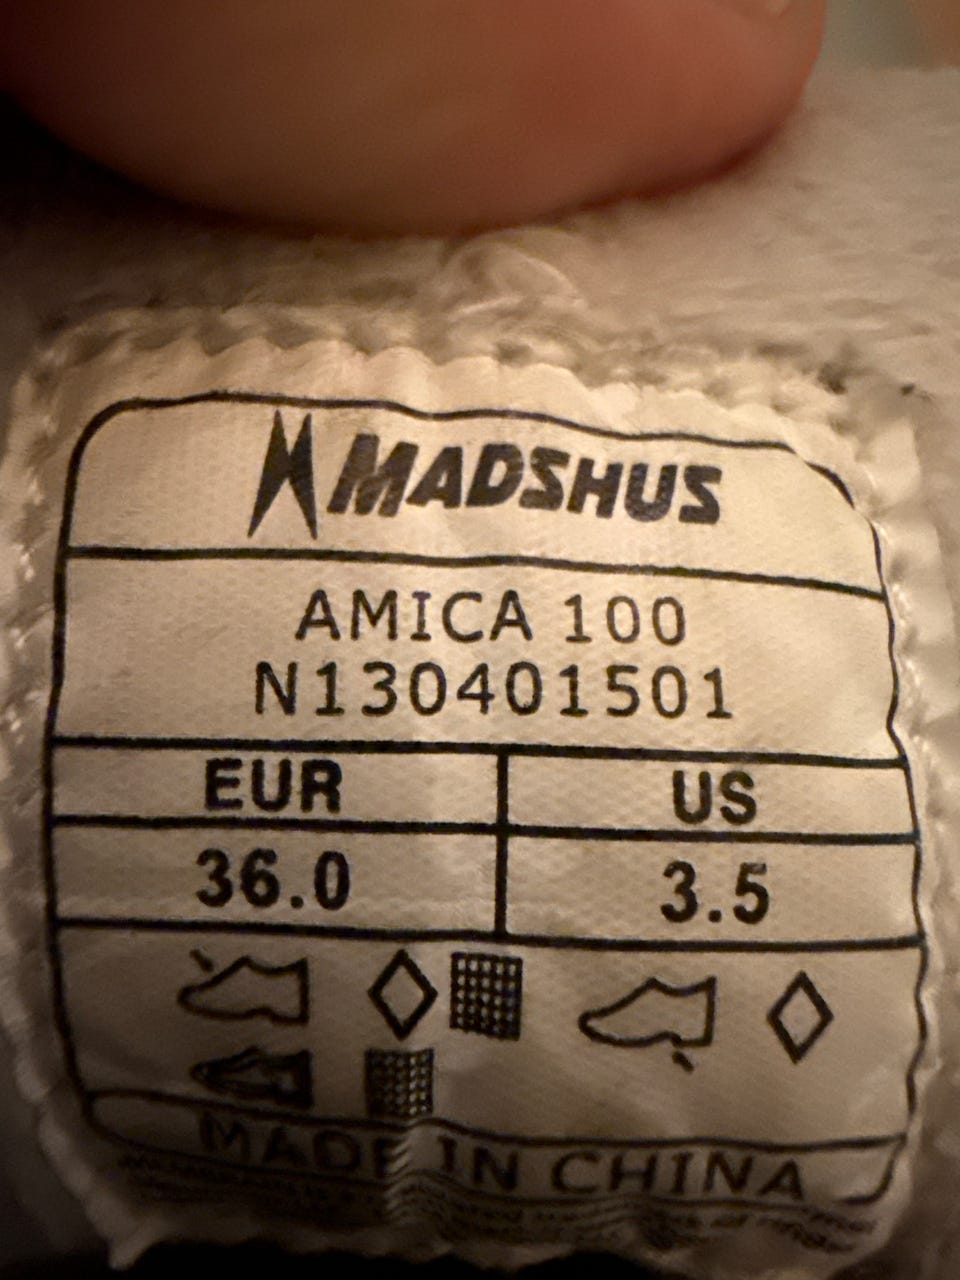 MADSHUS
AMICA 100
N130401501
EUR US
36.0 3.5
MADE IN CHINA